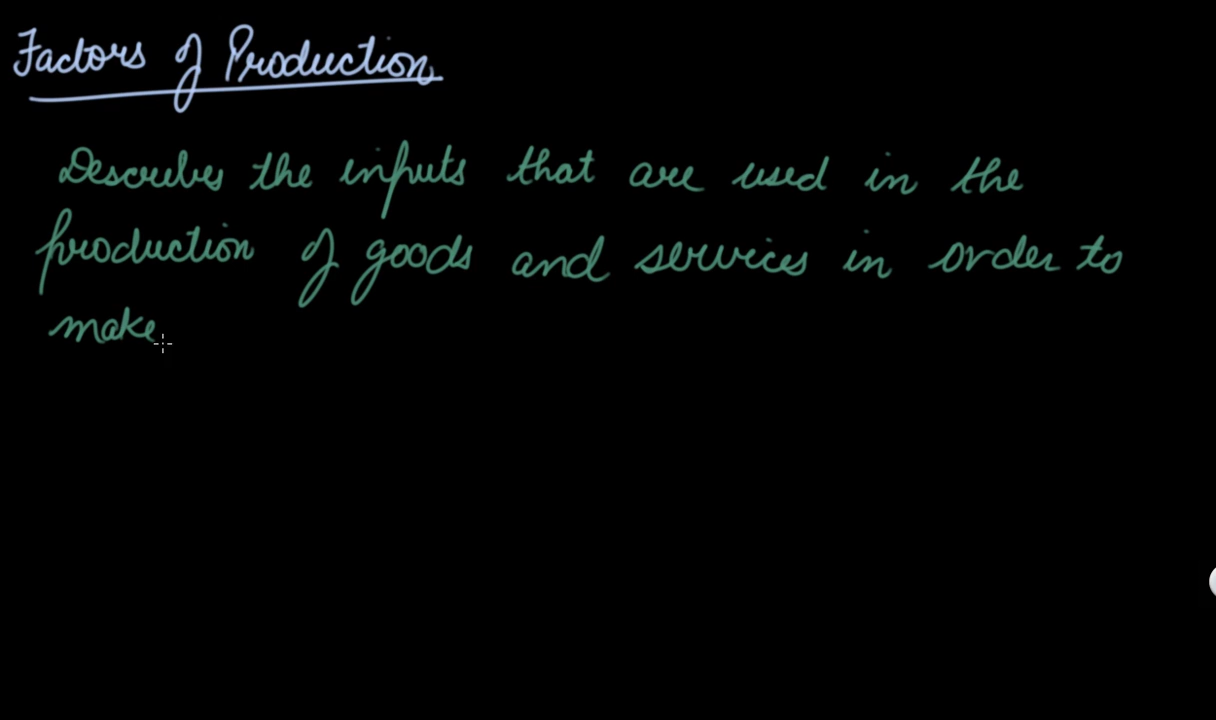 Factors of Production
Describes the inputs that are used in the
production of goods and services in order to
make